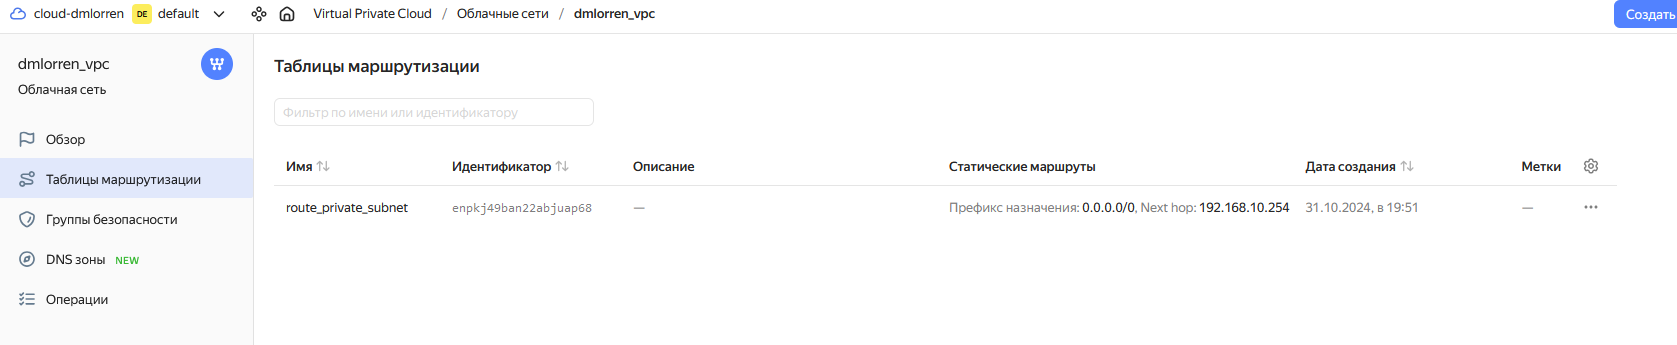 cloud-dmlorren DE default Virtual Private Cloud / Облачные сети / dmlorren_vpc Создать
dmlorren_vpc
Облачная сеть
Обзор
Таблицы маршрутизации
Группы безопасности
DNS зоны NEW
Операции
Таблицы маршрутизации
Фильтр по имени или идентификатору
Имя Идентификатор Описание Статические маршруты Дата создания Метки
route_private_subnet enpkj49ban22abjuap68 — Префикс назначения: 0.0.0.0/0, Next hop: 192.168.10.254 31.10.2024, в 19:51 —